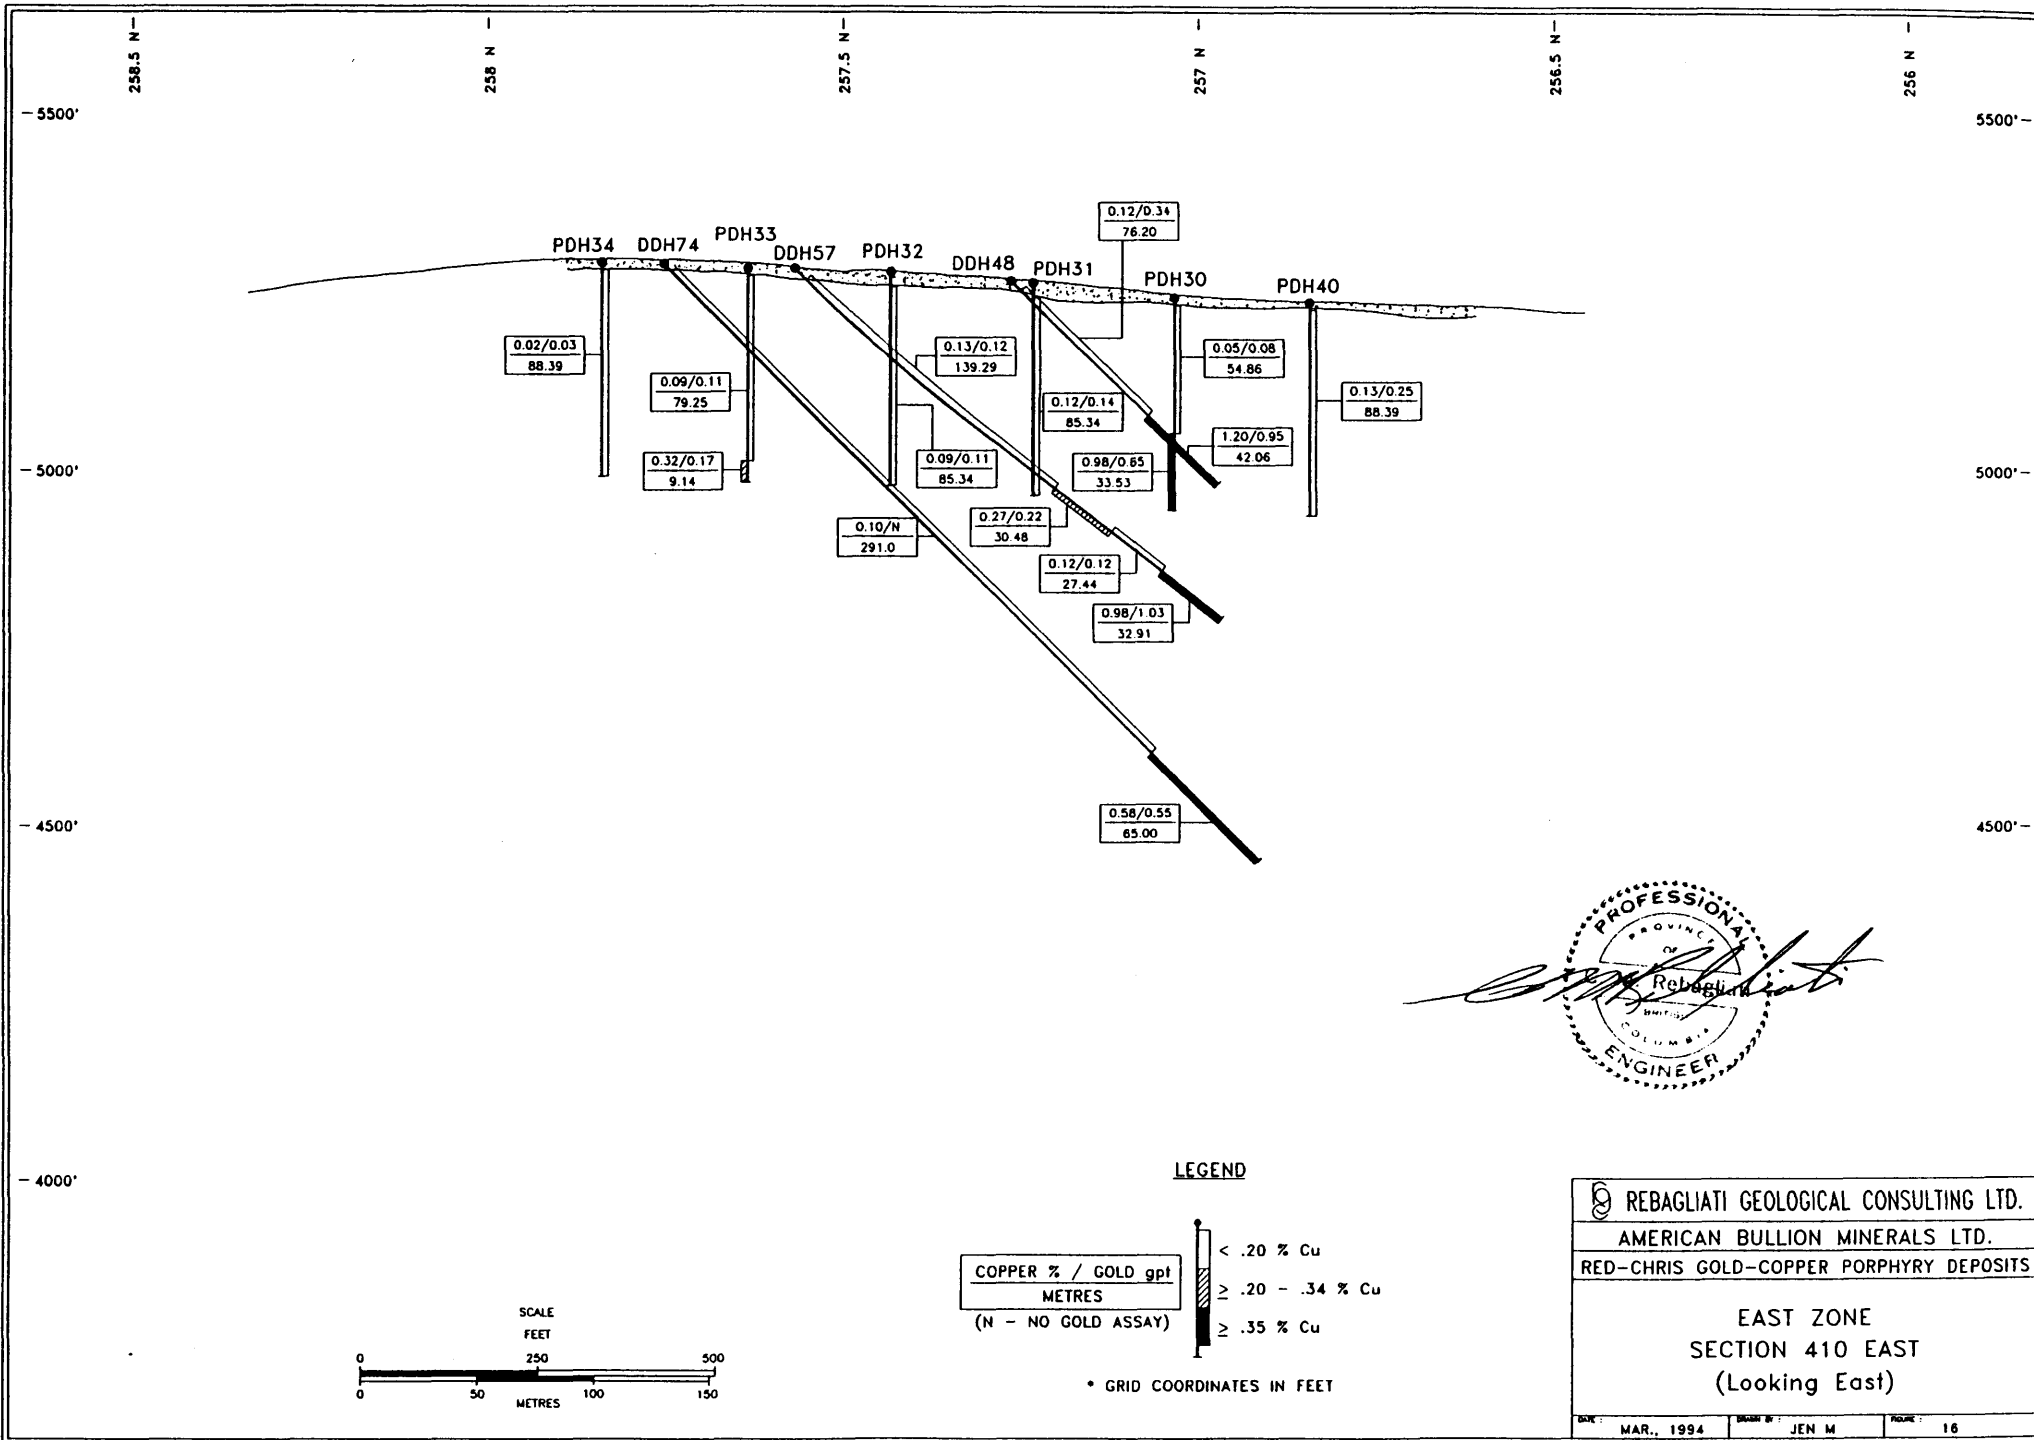 258.5 N
258 N
257.5 N
257 N
256.5 N
256 N
5500'
5500'
PDH34
DDH74
PDH33
DDH57
PDH32
DDH48
PDH31
PDH30
PDH40
0.12/0.34
76.20
0.02/0.03
88.39
0.09/0.11
79.25
0.13/0.12
139.29
0.12/0.14
85.34
0.05/0.08
54.86
0.13/0.25
88.39
5000'
5000'
0.32/0.17
9.14
0.09/0.11
85.34
0.98/0.65
33.53
1.20/0.95
42.06
0.10/N
291.0
0.27/0.22
30.48
0.12/0.12
27.44
0.98/1.03
32.91
4500'
4500'
0.58/0.55
65.00
PROFESSIONAL
PROVINCE
OF
Rebagliati
BRITISH
COLUMBIA
ENGINEER
4000'
LEGEND
COPPER % / GOLD gpt
METRES
(N – NO GOLD ASSAY)
< .20 % Cu
≥ .20 – .34 % Cu
≥ .35 % Cu
* GRID COORDINATES IN FEET
SCALE
FEET
0 250 500
0 50 100 150
METRES
REBAGLIATI GEOLOGICAL CONSULTING LTD.
AMERICAN BULLION MINERALS LTD.
RED–CHRIS GOLD–COPPER PORPHYRY DEPOSITS
EAST ZONE
SECTION 410 EAST
(Looking East)
DATE : MAR., 1994
DRAWN BY : JEN M
FIGURE : 16